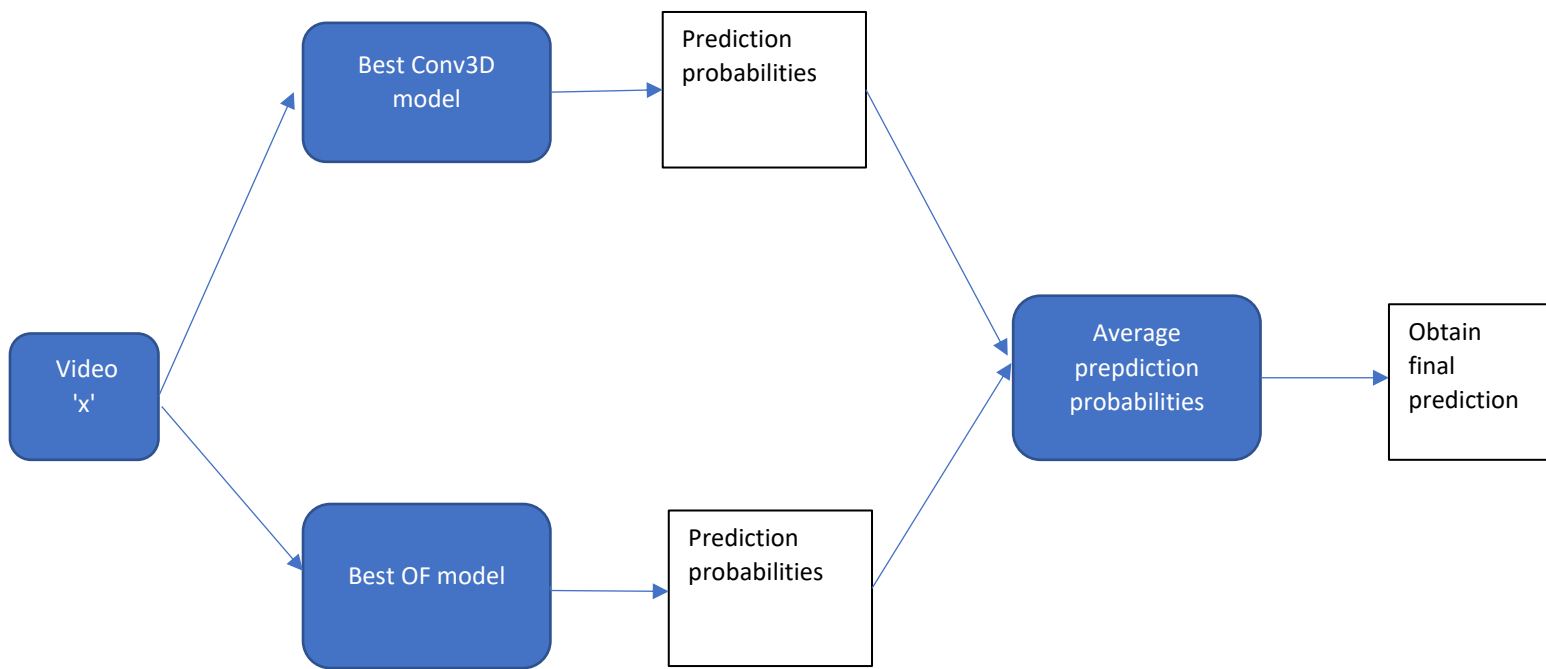 Best Conv3D
model
Prediction
probabilities
Video
'x'
Average
prepdiction
probabilities
Obtain
final
prediction
Best OF model
Prediction
probabilities